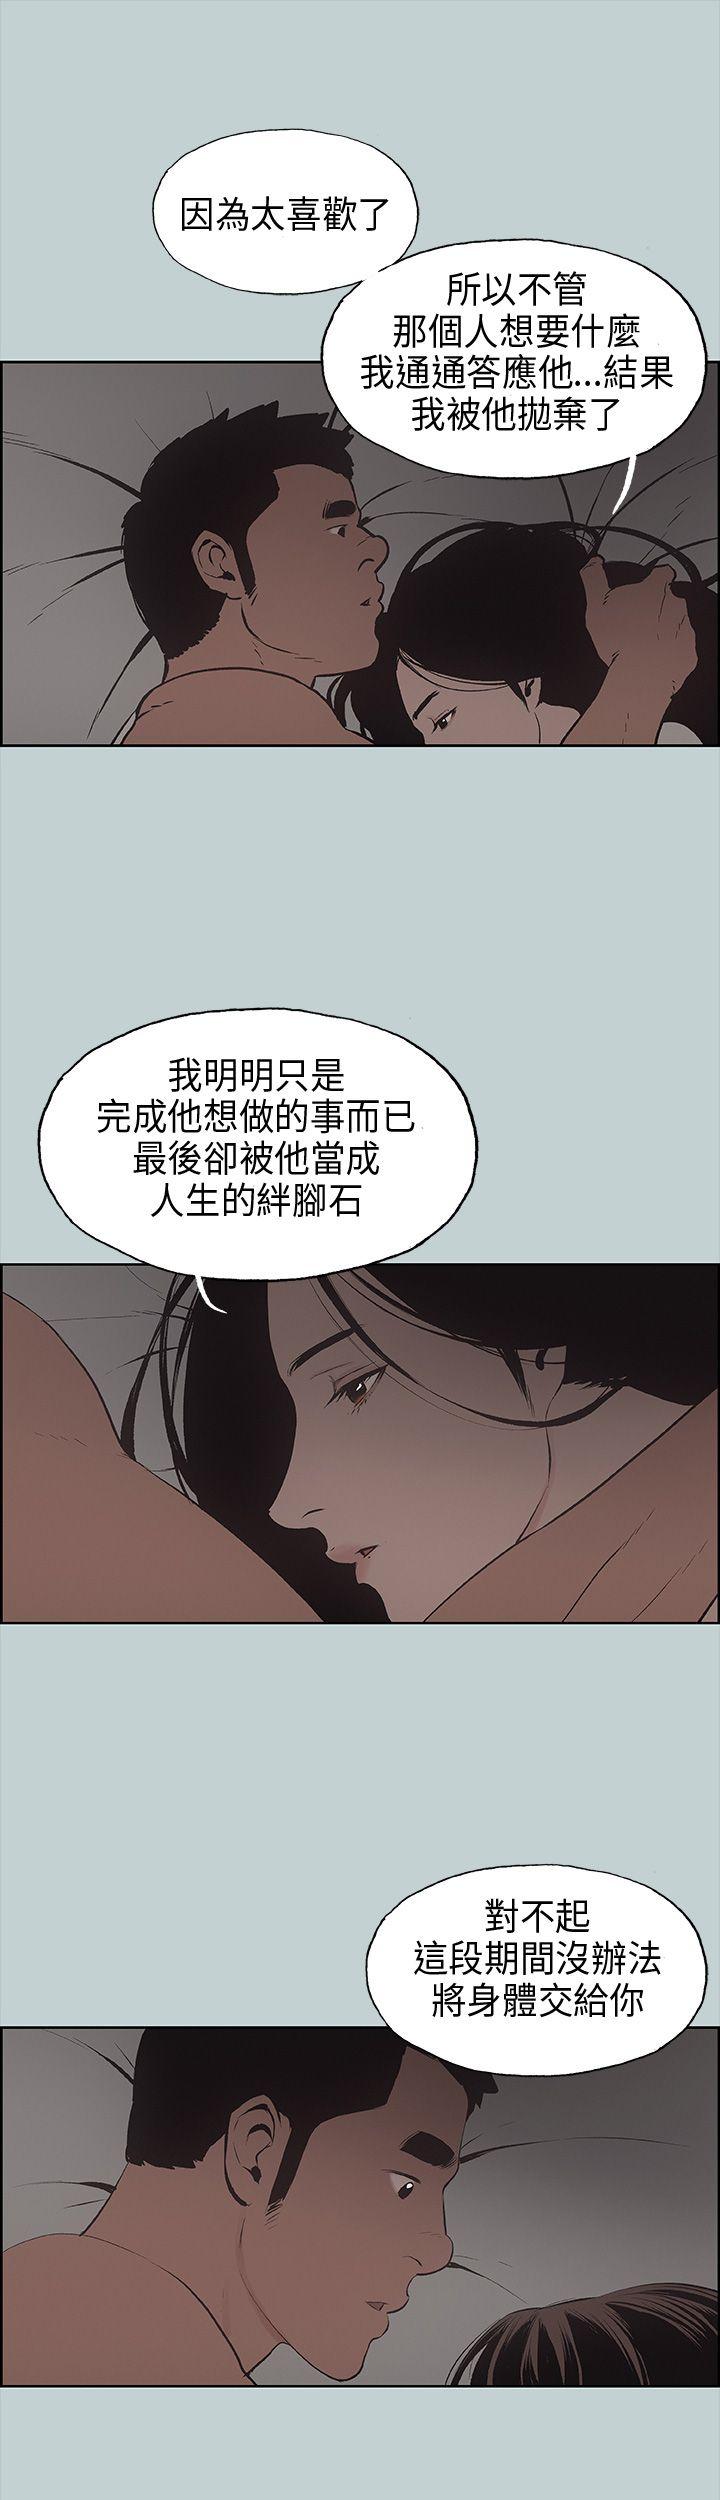 因為太喜歡了
所以不管
那個人想要什麼
我通通答應他...結果
我被他拋棄了
我明明只是
完成他想做的事而已
最後卻被他當成
人生的絆腳石
對不起
這段期間沒辦法
將身體交給你